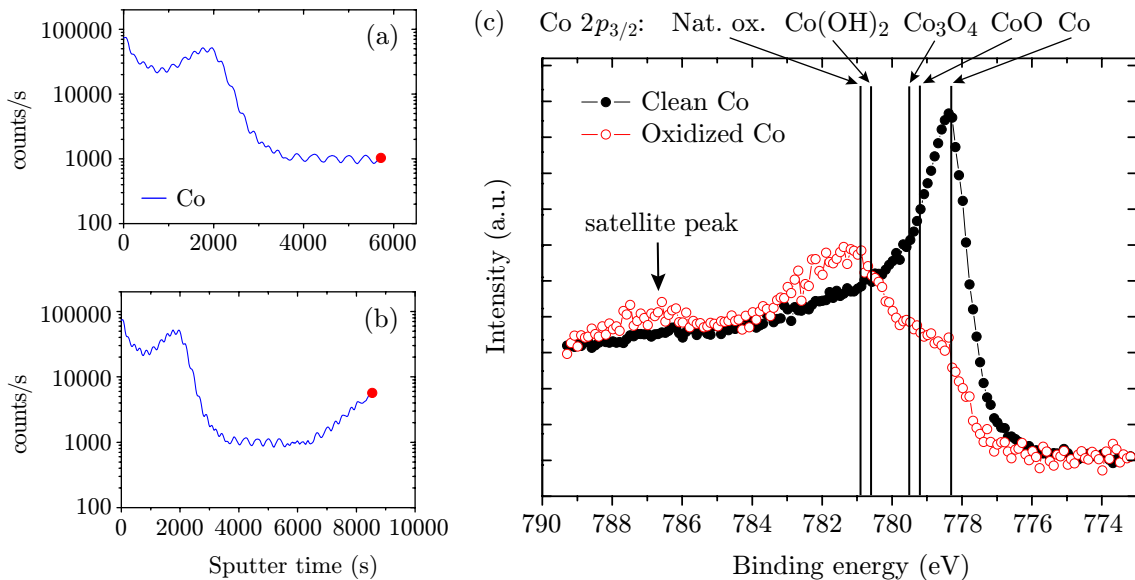 (a)
100000
10000
1000
100
counts/s
Co
0
2000
4000
6000
(b)
100000
10000
1000
100
counts/s
0
2000
4000
6000
8000
10000
Sputter time (s)
(c)
Co 2p3/2: Nat. ox. Co(OH)2 Co3O4 CoO Co
Clean Co
Oxidized Co
satellite peak
Intensity (a.u.)
790 788 786 784 782 780 778 776 774
Binding energy (eV)